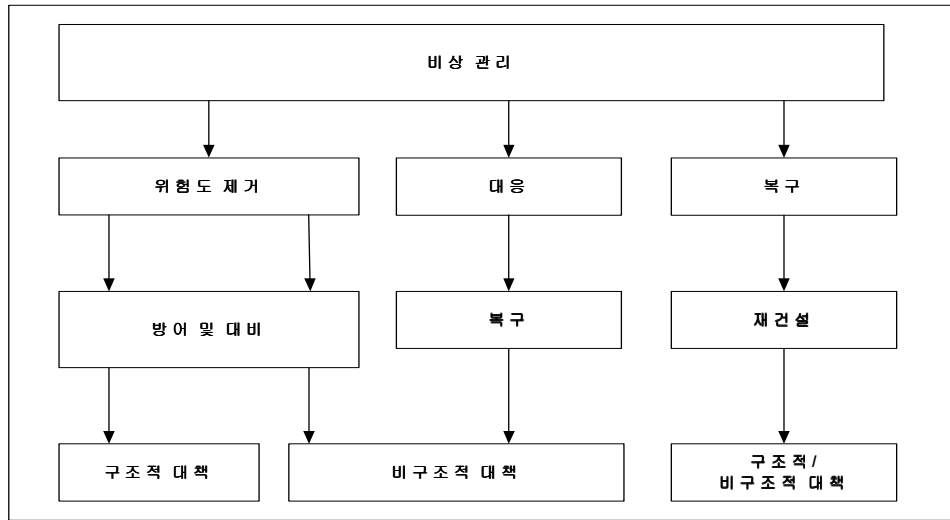 비상 관리
위험도 제거
대응
복구
방어 및 대비
복구
재건설
구조적 대책
비구조적 대책
구조적/
비구조적 대책